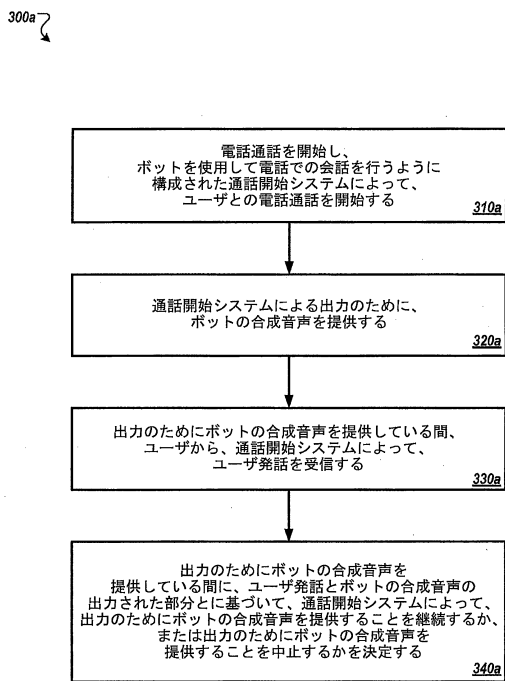 300a
電話通話を開始し、
ボットを使用して電話での会話を行うように
構成された通話開始システムによって、
ユーザとの電話通話を開始する
310a
通話開始システムによる出力のために、
ボットの合成音声を提供する
320a
出力のためにボットの合成音声を提供している間、
ユーザから、通話開始システムによって、
ユーザ発話を受信する
330a
出力のためにボットの合成音声を
提供している間に、ユーザ発話とボットの合成音声の
出力された部分とに基づいて、通話開始システムによって、
出力のためにボットの合成音声を提供することを継続するか、
または出力のためにボットの合成音声を
提供することを中止するかを決定する
340a